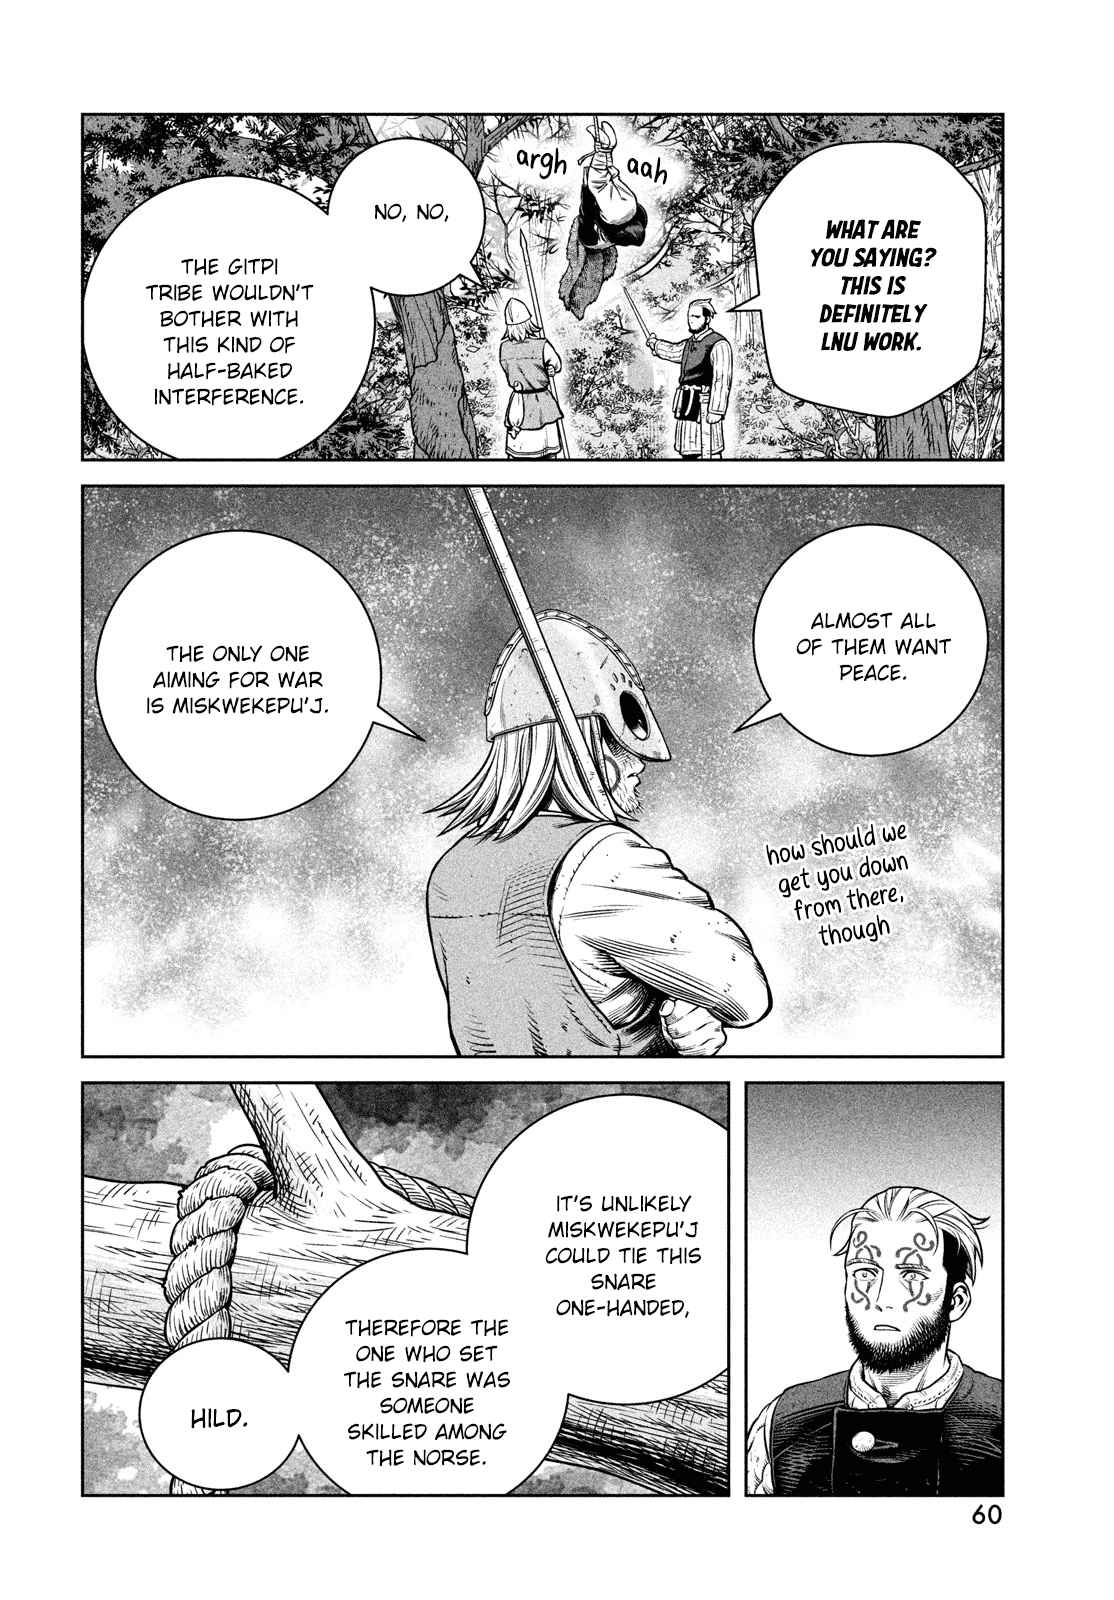 WHAT ARE
YOU SAYING?
THIS IS
DEFINITELY
LNU WORK.
argh
aah
NO, NO,
THE GITPI
TRIBE WOULDN'T
BOTHER WITH
THIS KIND OF
HALF-BAKED
INTERFERENCE.
ALMOST ALL
OF THEM WANT
PEACE.
THE ONLY ONE
AIMING FOR WAR
IS MISKWEKEPU'J.
how should we
get you down
from there,
though
IT'S UNLIKELY
MISKWEKEPU'J
COULD TIE THIS
SNARE
ONE-HANDED,
THEREFORE THE
ONE WHO SET
THE SNARE WAS
SOMEONE
SKILLED AMONG
THE NORSE.
HILD.
60